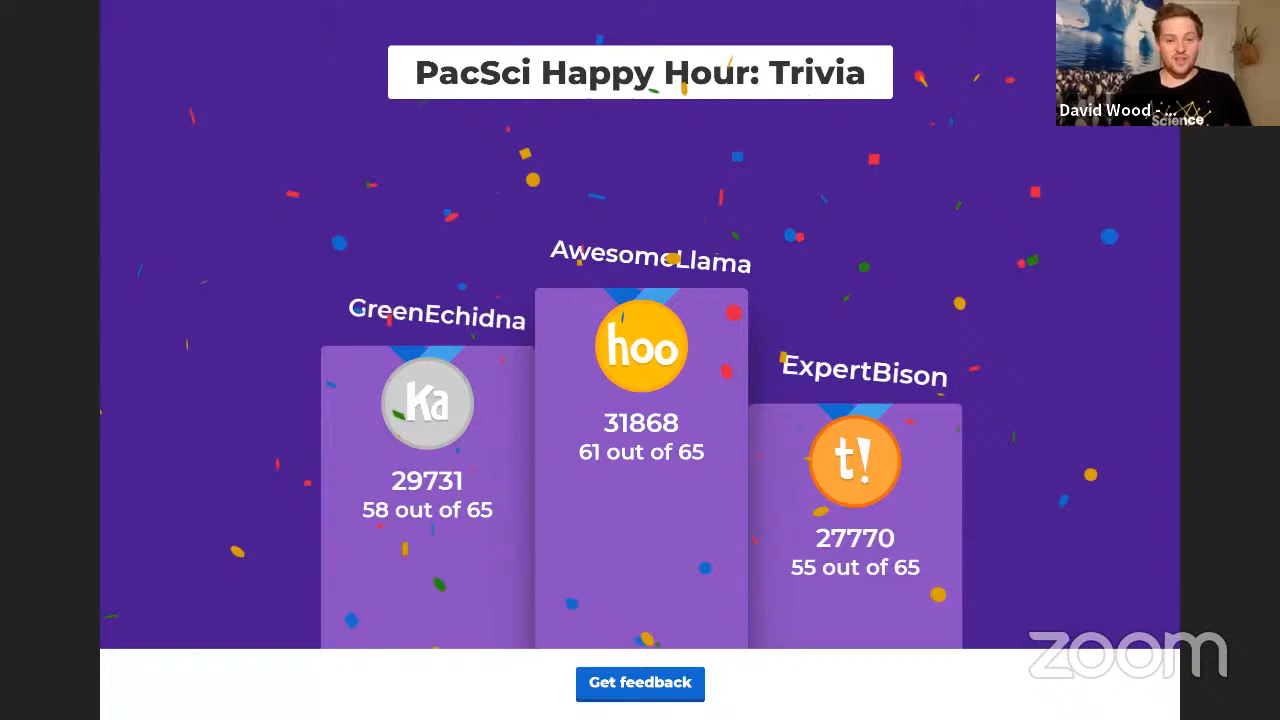 PacSci Happy Hour: Trivia
David Wood - ...
Science
AwesomeLlama
GreenEchidna
ExpertBison
hoo
31868
61 out of 65
Ka
29731
58 out of 65
t!
27770
55 out of 65
zoom
Get feedback